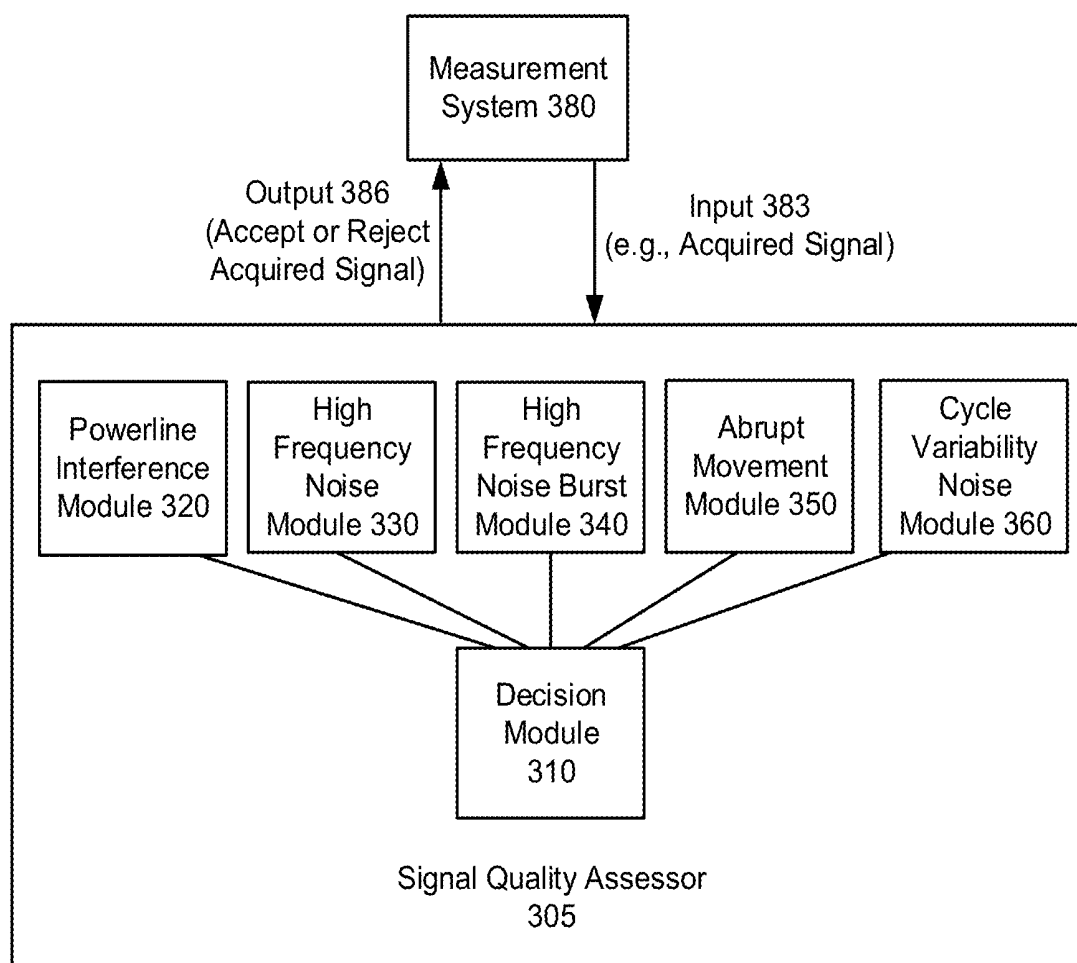 Measurement
System 380
Output 386
(Accept or Reject
Acquired Signal)
Input 383
(e.g., Acquired Signal)
Powerline
Interference
Module 320
High
Frequency
Noise
Module 330
High
Frequency
Noise Burst
Module 340
Abrupt
Movement
Module 350
Cycle
Variability
Noise
Module 360
Decision
Module
310
Signal Quality Assessor
305